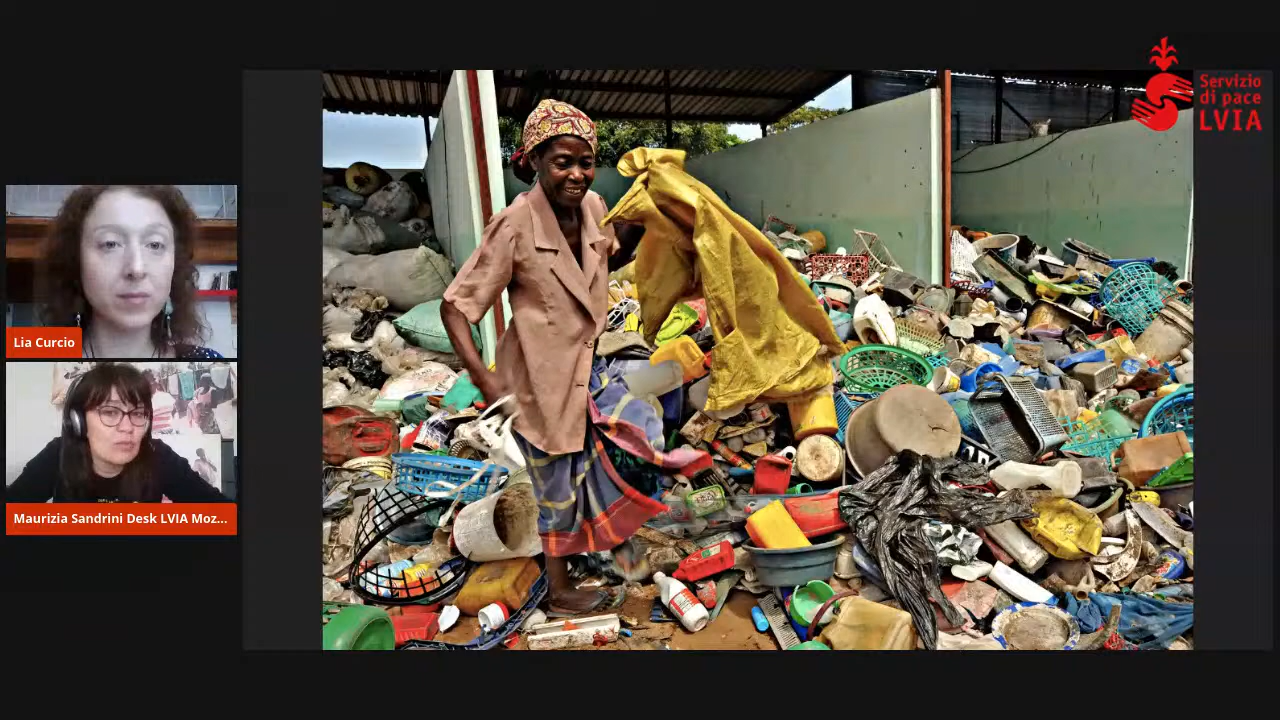 Servizio
di pace
LVIA
Lia Curcio
Maurizia Sandrini Desk LVIA Moz...